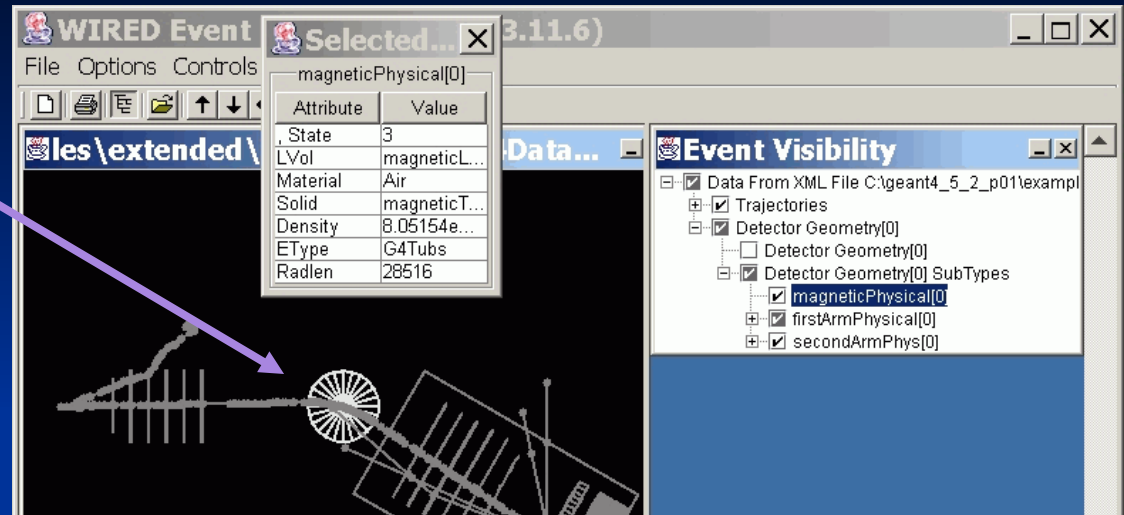 WIRED Event
3.11.6)
File Options Controls
Selected...
magneticPhysical[0]
Attribute Value
, State 3
LVol magneticL...
Material Air
Solid magneticT...
Density 8.05154e...
EType G4Tubs
Radlen 28516
les\extended\
Data...
Event Visibility
Data From XML File C:\geant4_5_2_p01\exampl
Trajectories
Detector Geometry[0]
Detector Geometry[0]
Detector Geometry[0] SubTypes
magneticPhysical[0]
firstArmPhysical[0]
secondArmPhys[0]